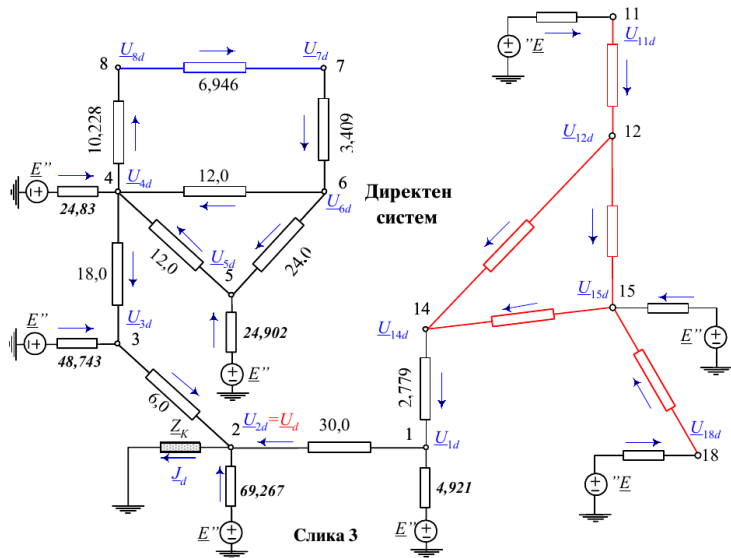 11
U11d
"E
8
U8d
U7d
7
6,946
10,228
3,409
12
U12d
E"
4
U4d
12,0
6
U6d
Директен
систем
24,83
U5d
12,0
24,0
5
18,0
U3d
E"
3
24,902
48,743
E"
14
U14d
U15d
15
E"
2,779
6,0
ZK
2
U2d=Ud
30,0
1
U1d
U18d
18
Jd
69,267
4,921
"E
E"
Слика 3
E"